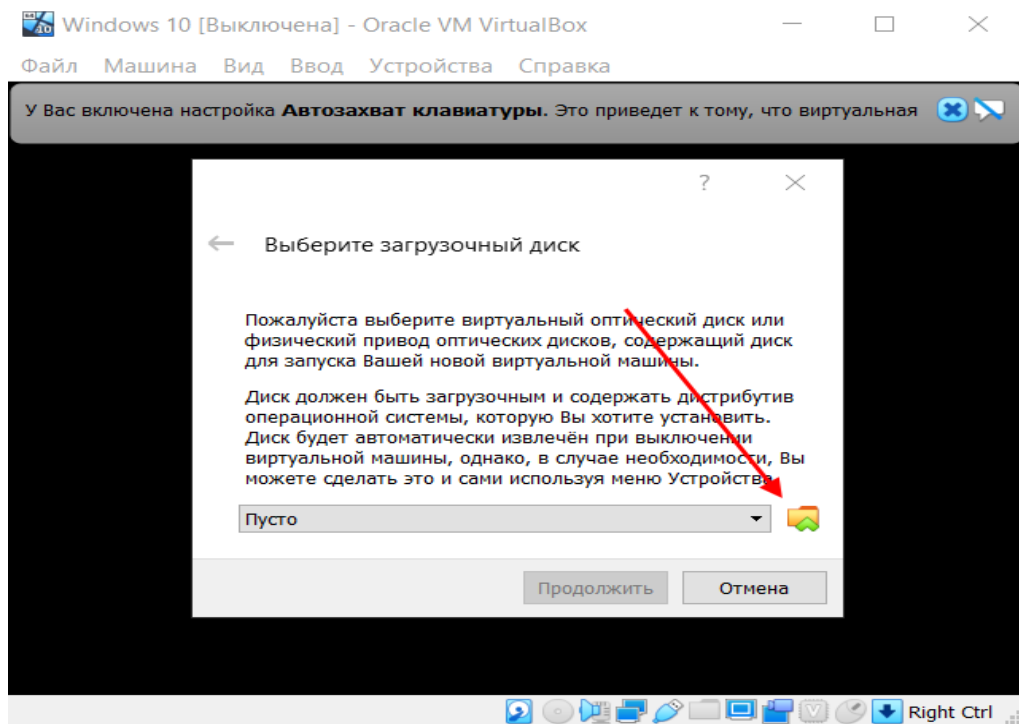 Windows 10 [Выключена] - Oracle VM VirtualBox
Файл Машина Вид Ввод Устройства Справка
У Вас включена настройка Автозахват клавиатуры. Это приведет к тому, что виртуальная
Выберите загрузочный диск
Пожалуйста выберите виртуальный оптический диск или
физический привод оптических дисков, содержащий диск
для запуска Вашей новой виртуальной машины.
Диск должен быть загрузочным и содержать дистрибутив
операционной системы, которую Вы хотите установить.
Диск будет автоматически извлечён при выключении
виртуальной машины, однако, в случае необходимости, Вы
можете сделать это и сами используя меню Устройства.
Пусто
Продолжить Отмена
Right Ctrl